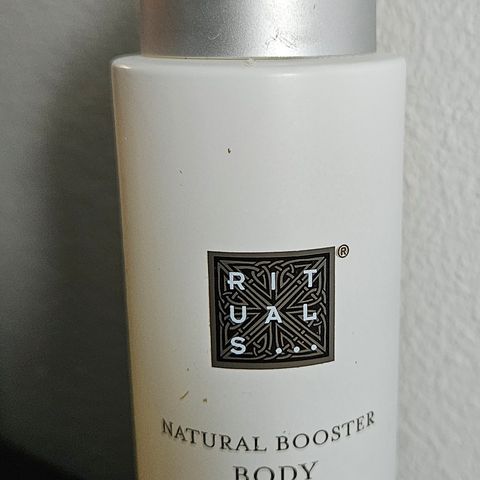 RIT
UAL
S...
®
NATURAL BOOSTER
BODY